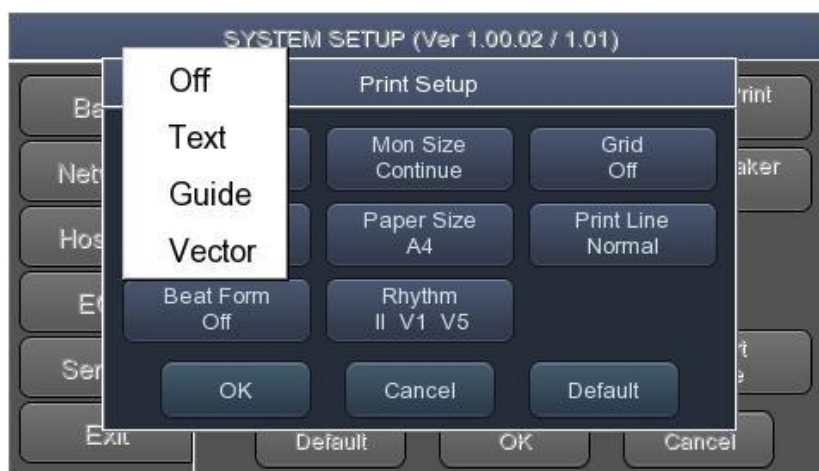 SYSTEM SETUP (Ver 1.00.02 / 1.01)
Print Setup
Off
Text
Guide
Vector
Mon Size
Continue
Grid
Off
Paper Size
A4
Print Line
Normal
Beat Form
Off
Rhythm
II V1 V5
OK
Cancel
Default
Exit
Default
OK
Cancel